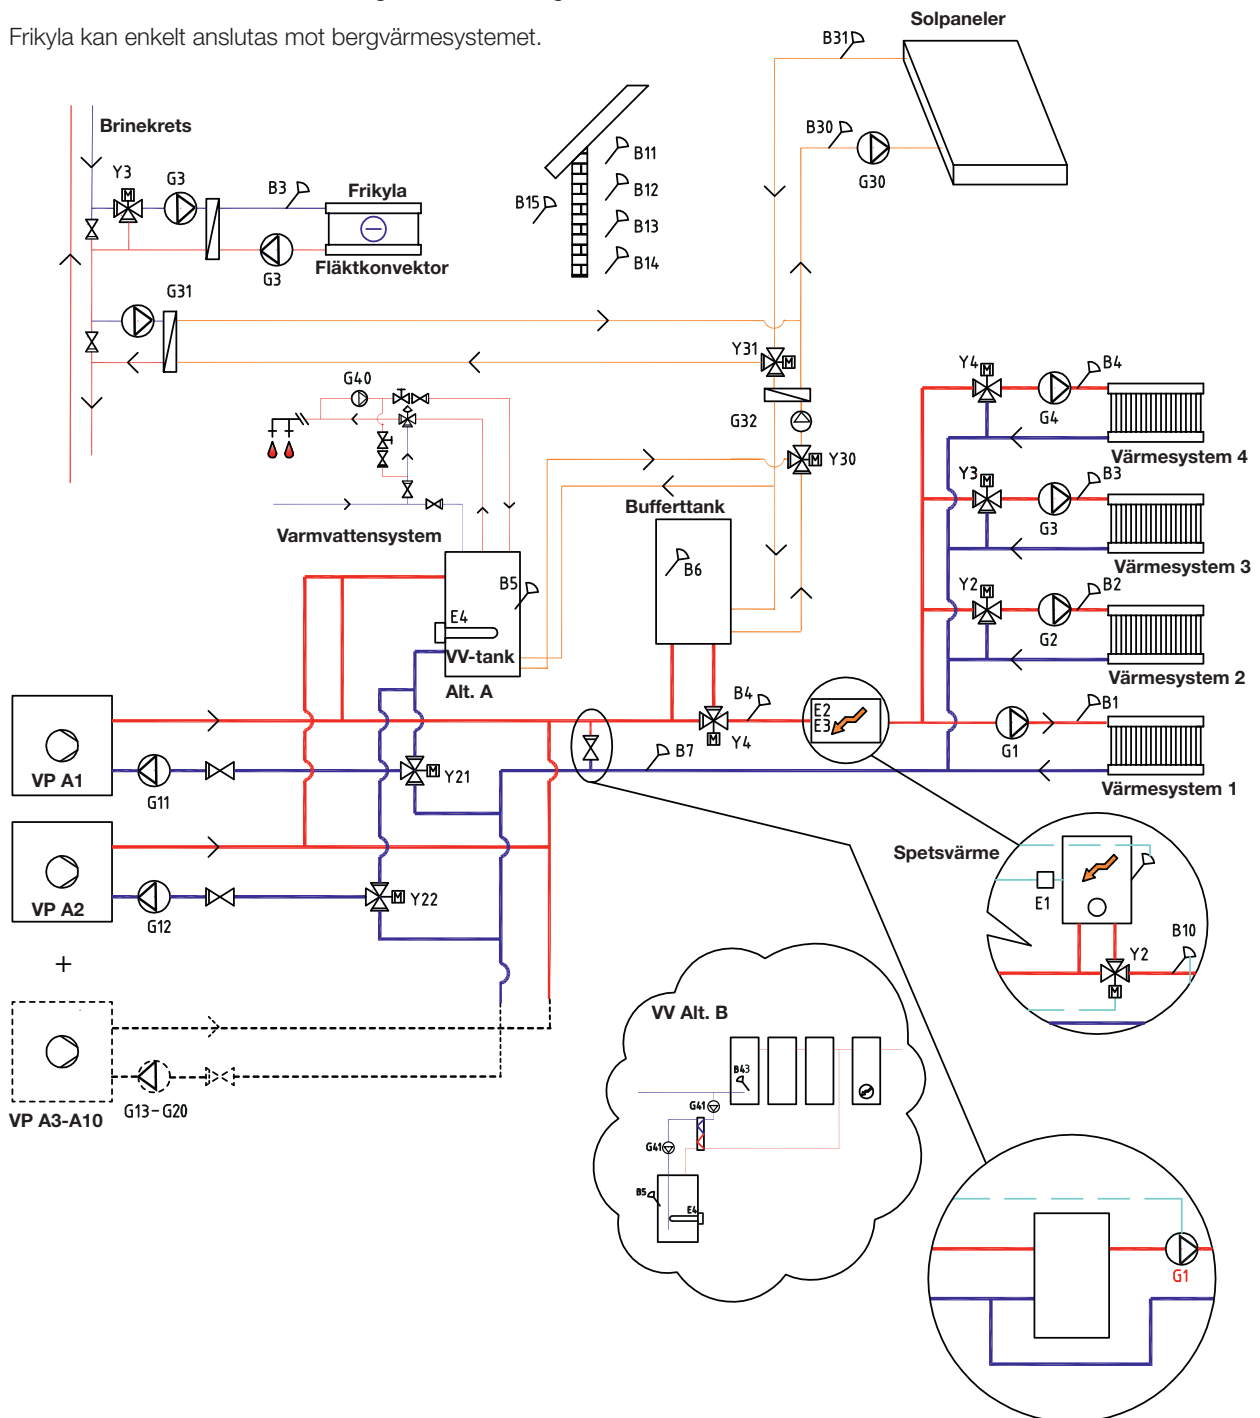 Frikyla kan enkelt anslutas mot bergvärmesystemet.
Solpaneler
B31
Brinekrets
B30
G30
B11
B12
B13
B14
B15
Y3
G3
B3
Frikyla
Fläktkonvektor
G3
G31
Y31
M
G40
G32
Y30
M
Y4
M
B4
G4
Värmesystem 4
Y3
M
B3
G3
Värmesystem 3
Y2
M
B2
G2
Värmesystem 2
B1
G1
Värmesystem 1
Varmvattensystem
Bufferttank
B6
B5
E4
VV-tank
Alt. A
B4
Y4
M
E2
E3
B7
VP A1
G11
Y21
M
VP A2
G12
Y22
M
+
VP A3-A10
G13-G20
Spetsvärme
E1
B10
Y2
M
VV Alt. B
B43
G41
G41
B5
E4
G1